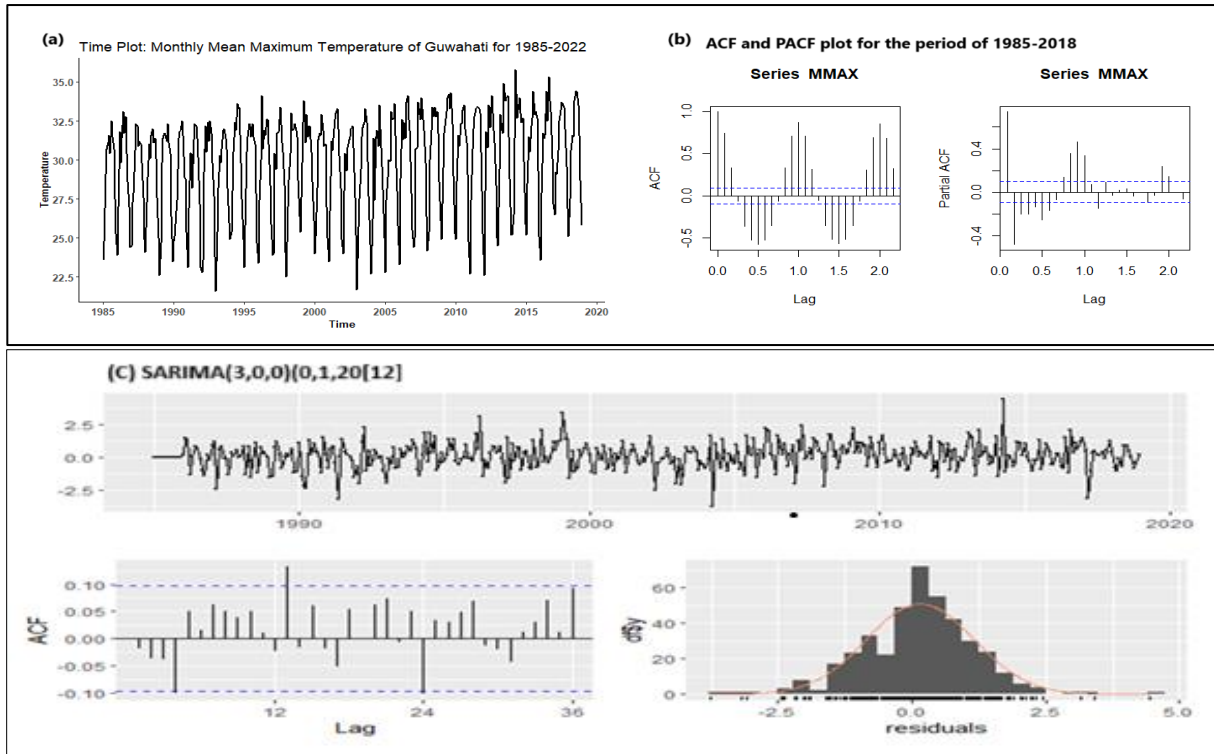 (a) Time Plot: Monthly Mean Maximum Temperature of Guwahati for 1985-2022
Temperature
35.0
32.5
30.0
27.5
25.0
22.5
1985 1990 1995 2000 2005 2010 2015 2020
Time
(b) ACF and PACF plot for the period of 1985-2018
Series MMAX
ACF
1.0
0.5
0.0
-0.5
0.0 0.5 1.0 1.5 2.0
Lag
Series MMAX
Partial ACF
0.4
0.0
-0.4
0.0 0.5 1.0 1.5 2.0
Lag
(C) SARIMA(3,0,0)(0,1,20[12]
2.5
0.0
-2.5
1990 2000 2010 2020
ACF
0.10
0.05
0.00
-0.05
-0.10
12 24 36
Lag
df$y
60
40
20
0
-2.5 0.0 2.5 5.0
residuals